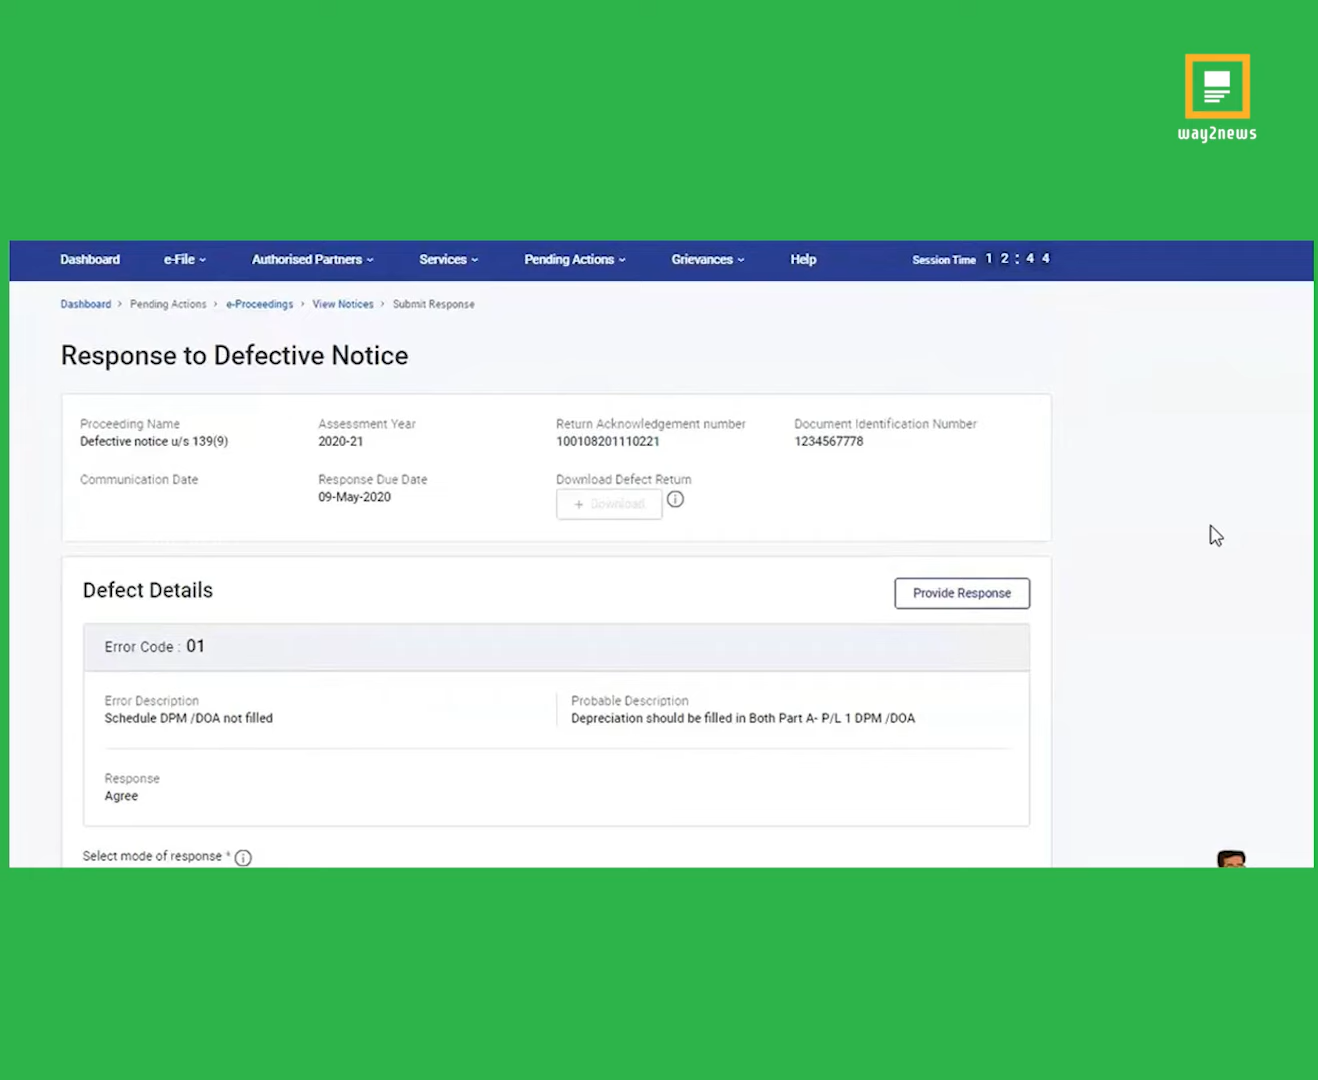 way2news
Dashboard e-File Authorised Partners Services Pending Actions Grievances Help Session Time 12:44
Dashboard > Pending Actions > e-Proceedings > View Notices > Submit Response
Response to Defective Notice
Proceeding Name Assessment Year Return Acknowledgement number Document Identification Number
Defective notice u/s 139(9) 2020-21 100108201110221 1234567778
Communication Date Response Due Date Download Defect Return
09-May-2020
+ Download
Defect Details
Provide Response
Error Code : 01
Error Description Probable Description
Schedule DPM /DOA not filled Depreciation should be filled in Both Part A- P/L 1 DPM /DOA
Response
Agree
Select mode of response *